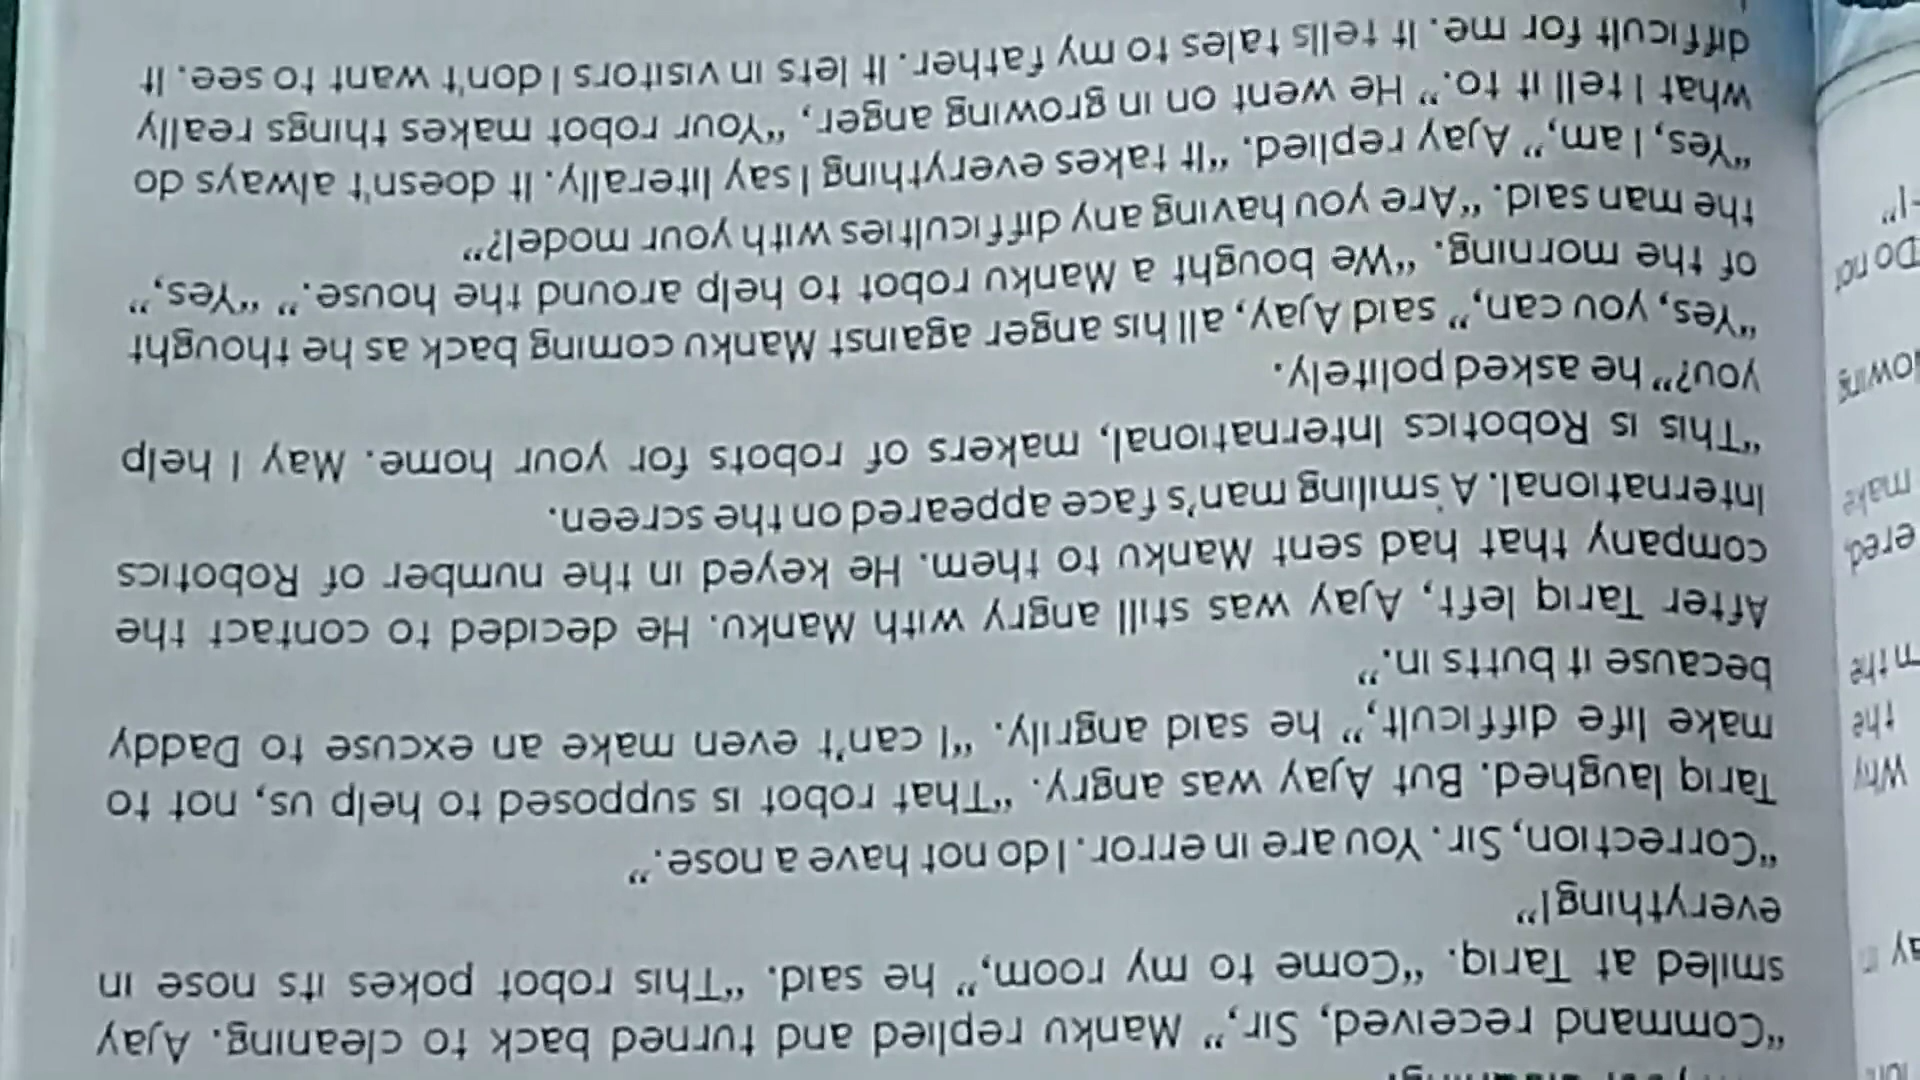 "Command received, Sir," Manku replied and turned back to cleaning. Ajay
smiled at Tariq. "Come to my room," he said. "This robot pokes its nose in
everything!"
"Correction, Sir. You are in error. I do not have a nose."
Tariq laughed. But Ajay was angry. "That robot is supposed to help us, not to
make life difficult," he said angrily. "I can't even make an excuse to Daddy
because it butts in."
After Tariq left, Ajay was still angry with Manku. He decided to contact the
company that had sent Manku to them. He keyed in the number of Robotics
International. A smiling man's face appeared on the screen.
"This is Robotics International, makers of robots for your home. May I help
you?" he asked politely.
"Yes, you can," said Ajay, all his anger against Manku coming back as he thought
of the morning. "We bought a Manku robot to help around the house." "Yes,"
the man said. "Are you having any difficulties with your model?"
"Yes, I am," Ajay replied. "It takes everything I say literally. It doesn't always do
what I tell it to." He went on in growing anger, "Your robot makes things really
difficult for me. It tells tales to my father. It lets in visitors I don't want to see. It
Why
the
m the
ered
make
owing
Do not